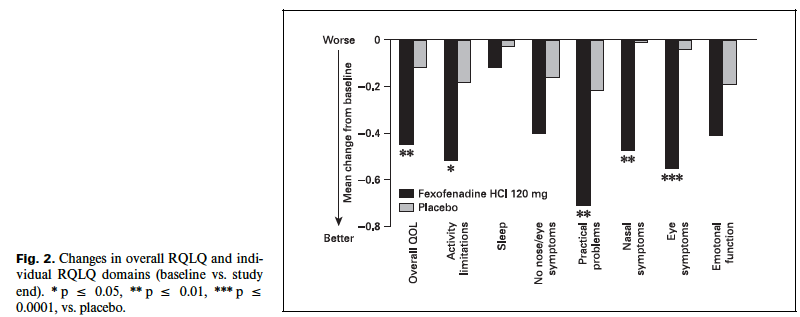 Worse
0
−0.2
−0.4
−0.6
−0.8
Better
Mean change from baseline
**
*
**
**
***
Fexofenadine HCl 120 mg
Placebo
Overall QOL
Activity
limitations
Sleep
No nose/eye
symptoms
Practical
problems
Nasal
symptoms
Eye
symptoms
Emotonal
function
Fig. 2. Changes in overall RQLQ and indi-
vidual RQLQ domains (baseline vs. study
end). * p ≤ 0.05, ** p ≤ 0.01, *** p ≤
0.0001, vs. placebo.